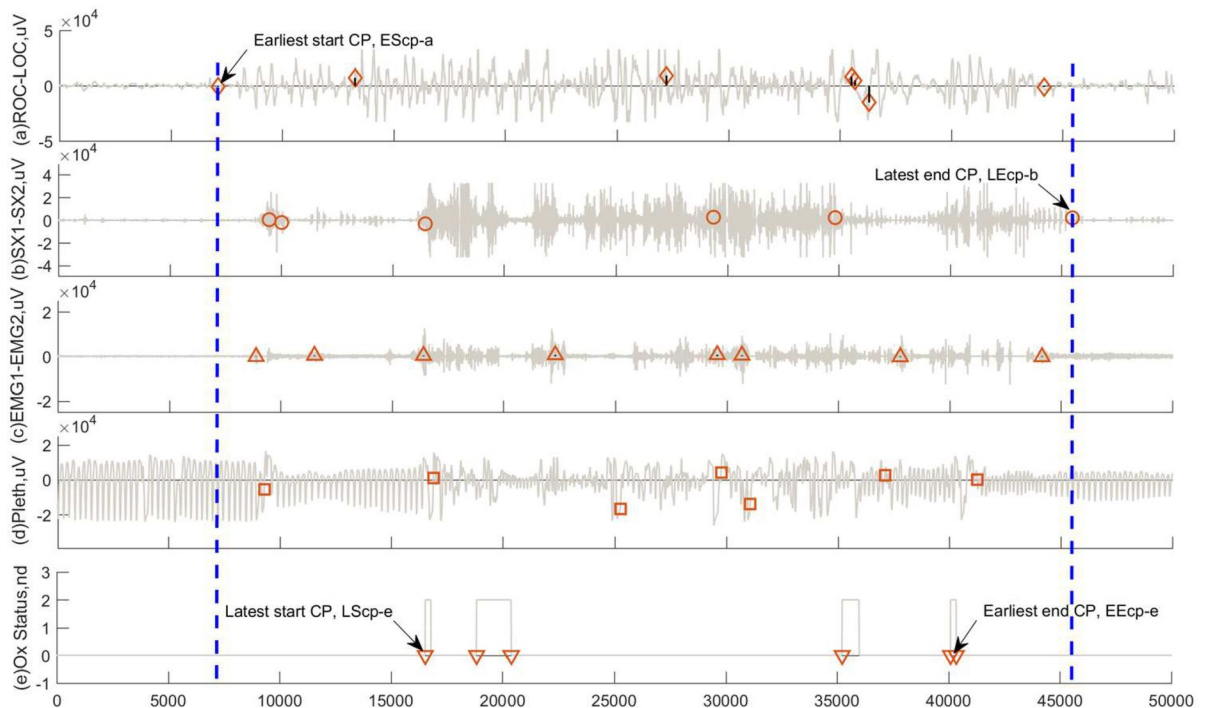 ×10⁴
(a)ROC-LOC,uV
5
0
-5
Earliest start CP, EScp-a
×10⁴
(b)SX1-SX2,uV
4
2
0
-2
-4
Latest end CP, LEcp-b
×10⁴
(c)EMG1-EMG2,uV
2
0
-2
×10⁴
(d)Pleth,uV
2
0
-2
(e)Ox Status,nd
3
2
1
0
-1
Latest start CP, LScp-e
Earliest end CP, EEcp-e
0 5000 10000 15000 20000 25000 30000 35000 40000 45000 50000